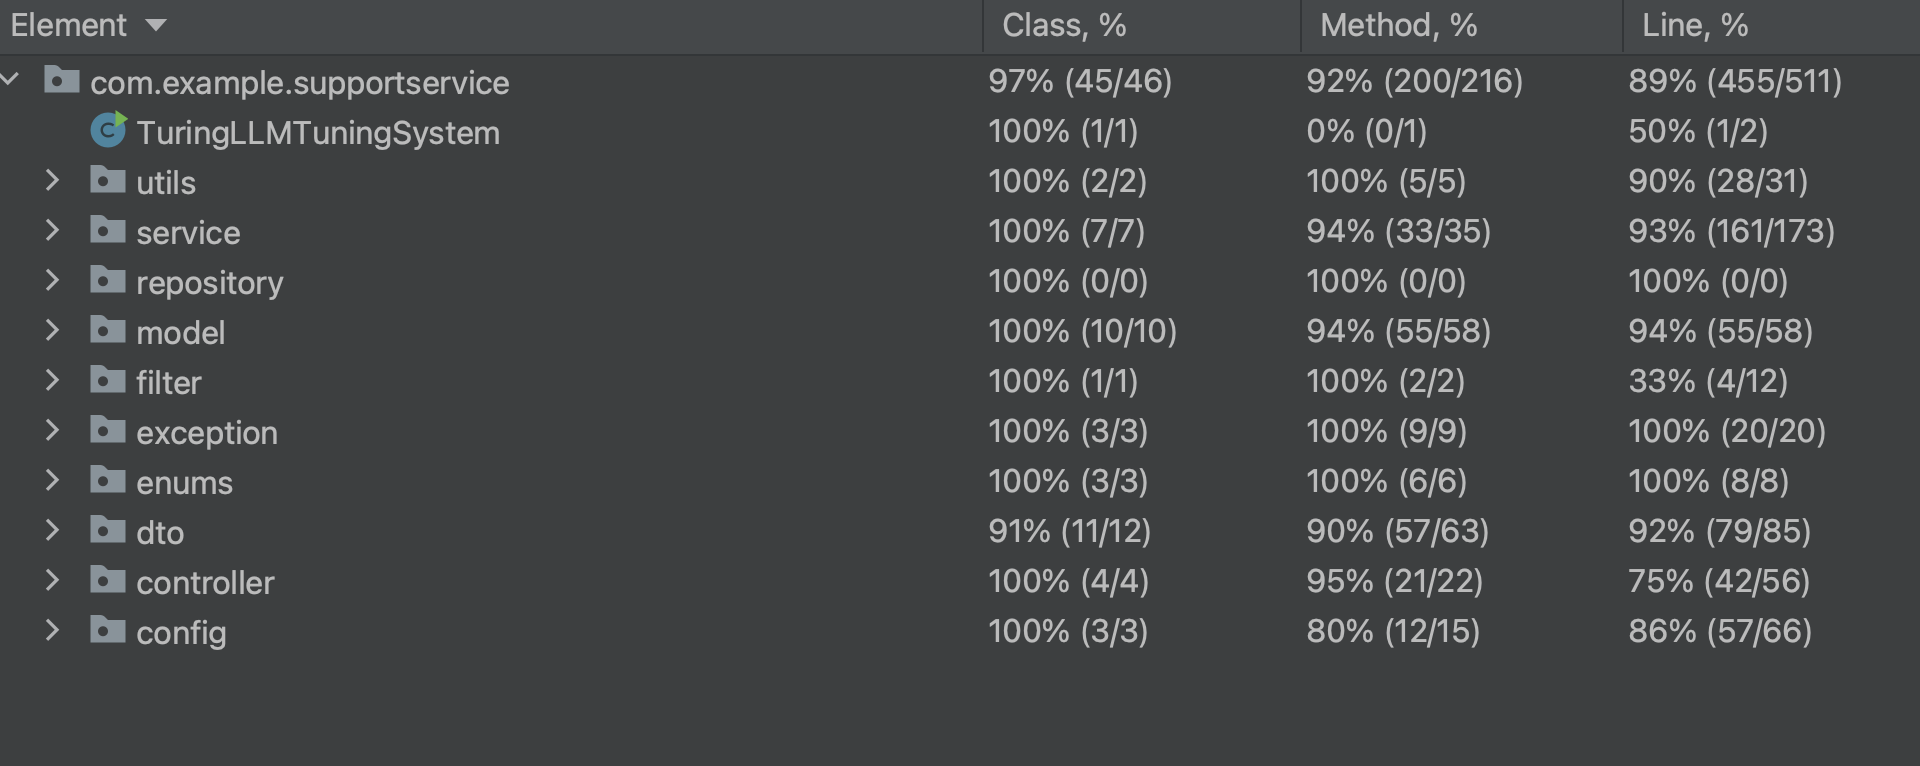 Element Class, % Method, % Line, %
com.example.supportservice 97% (45/46) 92% (200/216) 89% (455/511)
TuringLLMTuningSystem 100% (1/1) 0% (0/1) 50% (1/2)
utils 100% (2/2) 100% (5/5) 90% (28/31)
service 100% (7/7) 94% (33/35) 93% (161/173)
repository 100% (0/0) 100% (0/0) 100% (0/0)
model 100% (10/10) 94% (55/58) 94% (55/58)
filter 100% (1/1) 100% (2/2) 33% (4/12)
exception 100% (3/3) 100% (9/9) 100% (20/20)
enums 100% (3/3) 100% (6/6) 100% (8/8)
dto 91% (11/12) 90% (57/63) 92% (79/85)
controller 100% (4/4) 95% (21/22) 75% (42/56)
config 100% (3/3) 80% (12/15) 86% (57/66)